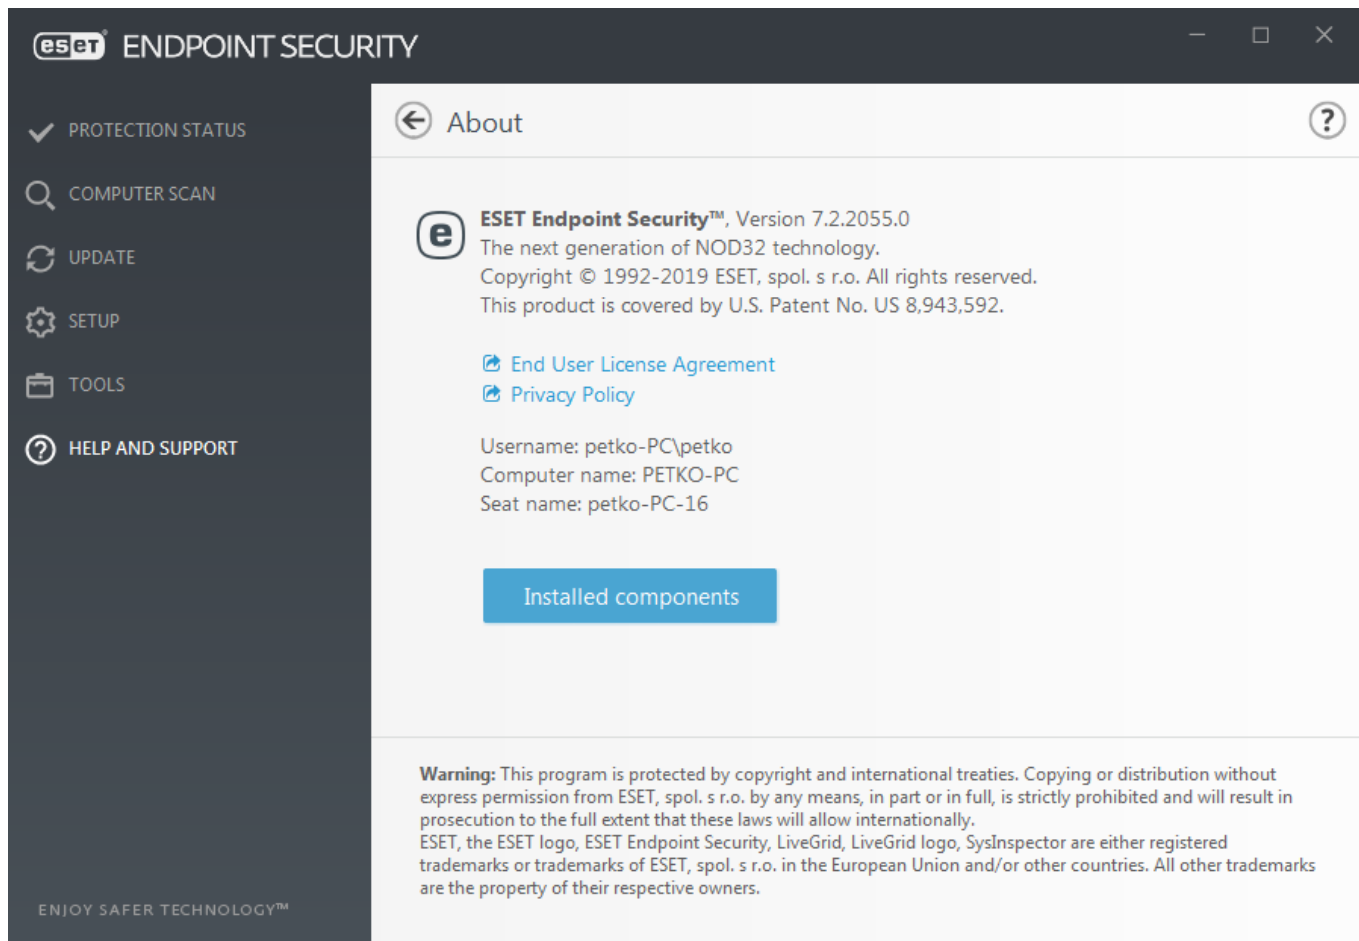 eset ENDPOINT SECURITY
PROTECTION STATUS
COMPUTER SCAN
UPDATE
SETUP
TOOLS
HELP AND SUPPORT
ENJOY SAFER TECHNOLOGY™
About
?
e
ESET Endpoint Security™, Version 7.2.2055.0
The next generation of NOD32 technology.
Copyright © 1992-2019 ESET, spol. s r.o. All rights reserved.
This product is covered by U.S. Patent No. US 8,943,592.
End User License Agreement
Privacy Policy
Username: petko-PC\petko
Computer name: PETKO-PC
Seat name: petko-PC-16
Installed components
Warning: This program is protected by copyright and international treaties. Copying or distribution without
express permission from ESET, spol. s r.o. by any means, in part or in full, is strictly prohibited and will result in
prosecution to the full extent that these laws will allow internationally.
ESET, the ESET logo, ESET Endpoint Security, LiveGrid, LiveGrid logo, SysInspector are either registered
trademarks or trademarks of ESET, spol. s r.o. in the European Union and/or other countries. All other trademarks
are the property of their respective owners.